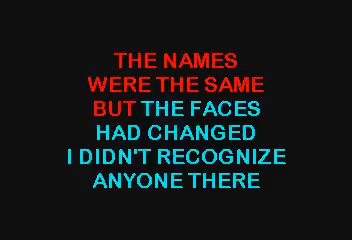 THE NAMES
WERE THE SAME
BUT THE FACES
HAD CHANGED
I DIDN'T RECOGNIZE
ANYONE THERE